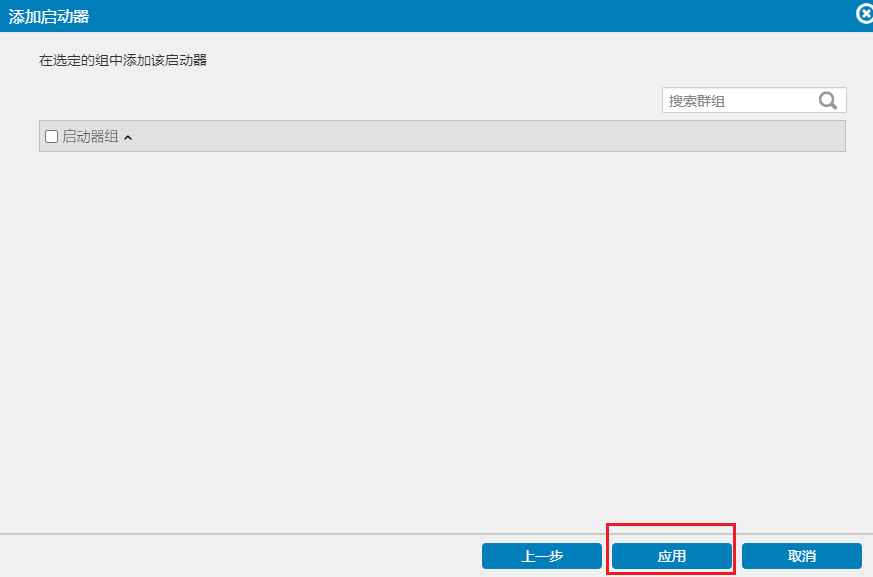 添加启动器
在选定的组中添加该启动器
搜索群组
启动器组
上一步
应用
取消